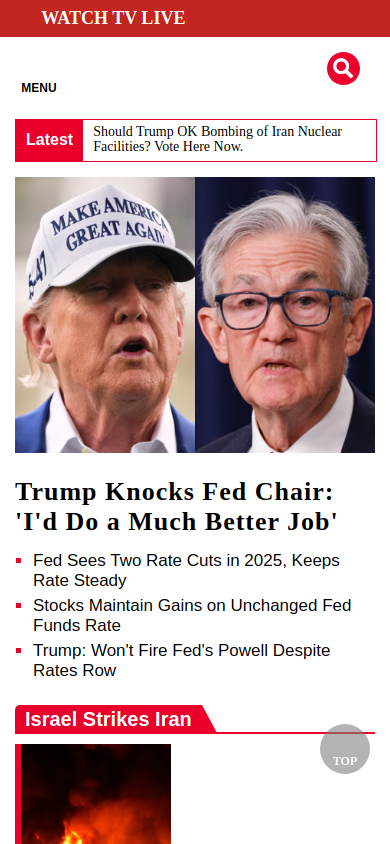 WATCH TV LIVE
MENU
Latest
Should Trump OK Bombing of Iran Nuclear
Facilities? Vote Here Now.
MAKE AMERICA
GREAT AGAIN
45-47
Trump Knocks Fed Chair:
'I'd Do a Much Better Job'
Fed Sees Two Rate Cuts in 2025, Keeps
Rate Steady
Stocks Maintain Gains on Unchanged Fed
Funds Rate
Trump: Won't Fire Fed's Powell Despite
Rates Row
Israel Strikes Iran
TOP